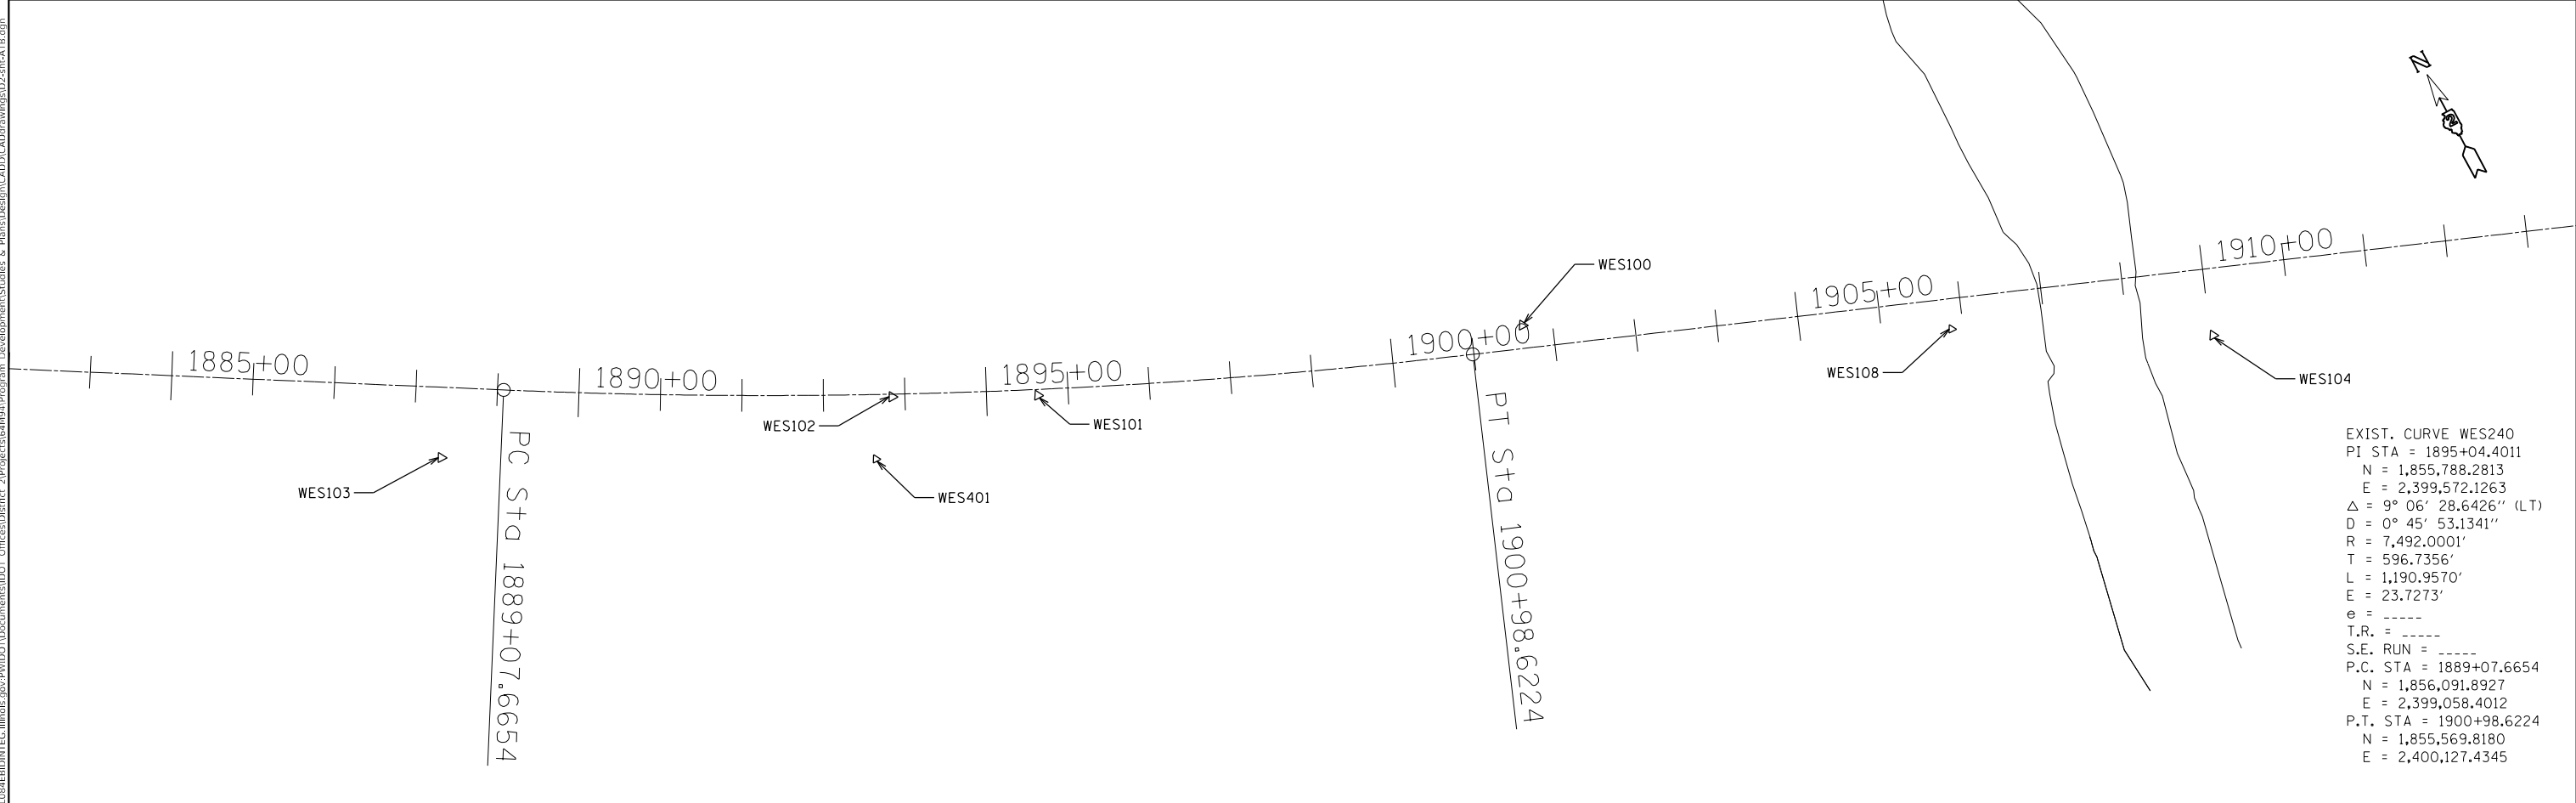 N
2
1885+00
1890+00
1895+00
1900+00
1905+00
1910+00
WES100
WES108
WES104
WES102
WES101
WES103
WES401
PC Sta 1889+07.6654
PT Sta 1900+98.6224
EXIST. CURVE WES240
PI STA = 1895+04.4011
N = 1,855,788.2813
E = 2,399,572.1263
△ = 9° 06' 28.6426'' (LT)
D = 0° 45' 53.1341''
R = 7,492.0001'
T = 596.7356'
L = 1,190.9570'
E = 23.7273'
e = _____
T.R. = _____
S.E. RUN = _____
P.C. STA = 1889+07.6654
N = 1,856,091.8927
E = 2,399,058.4012
P.T. STA = 1900+98.6224
N = 1,855,569.8180
E = 2,400,127.4345